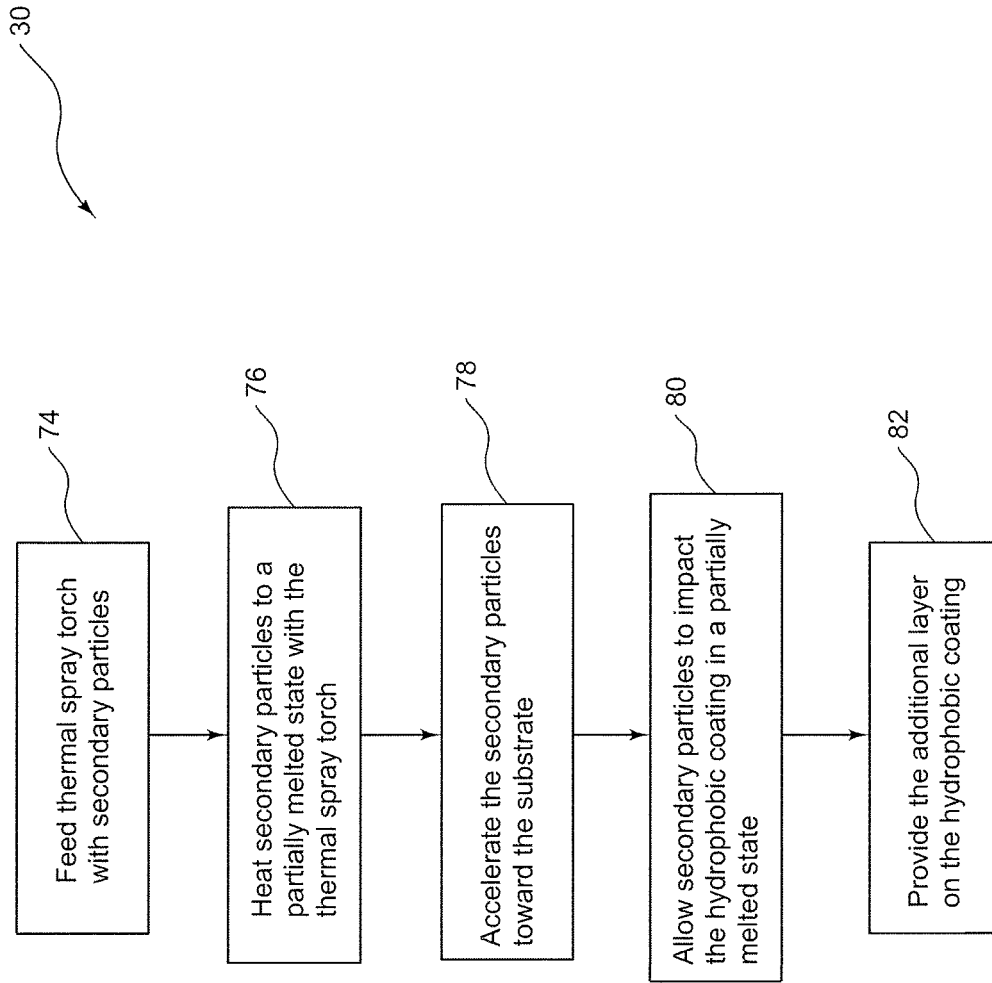 30
74
Feed thermal spray torch
with secondary particles
76
Heat secondary particles to a
partially melted state with the
thermal spray torch
78
Accelerate the secondary particles
toward the substrate
80
Allow secondary particles to impact
the hydrophobic coating in a partially
melted state
82
Provide the additional layer
on the hydrophobic coating